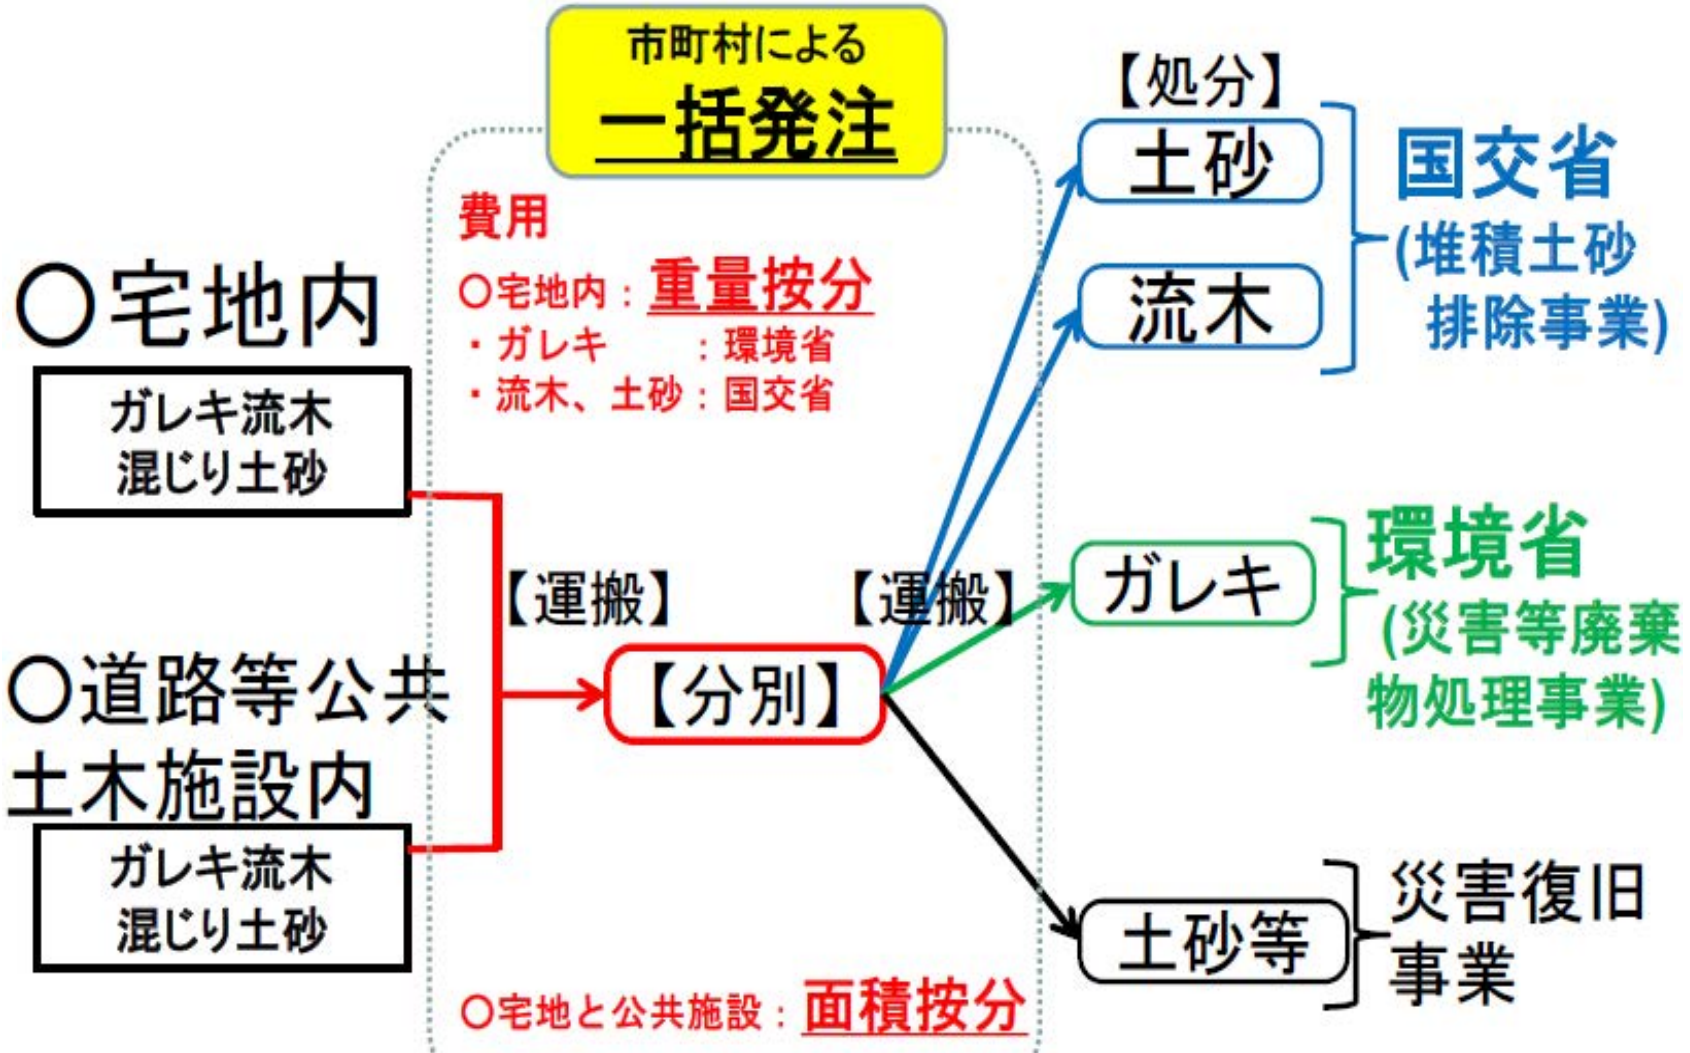 市町村による
一括発注
費用
〇宅地内：重量按分
・ガレキ　　：環境省
・流木、土砂：国交省
〇宅地内
ガレキ流木
混じり土砂
〇道路等公共
土木施設内
ガレキ流木
混じり土砂
【運搬】
【分別】
【運搬】
〇宅地と公共施設：面積按分
【処分】
土砂
流木
国交省
(堆積土砂
排除事業)
ガレキ
環境省
(災害等廃棄
物処理事業)
土砂等
災害復旧
事業